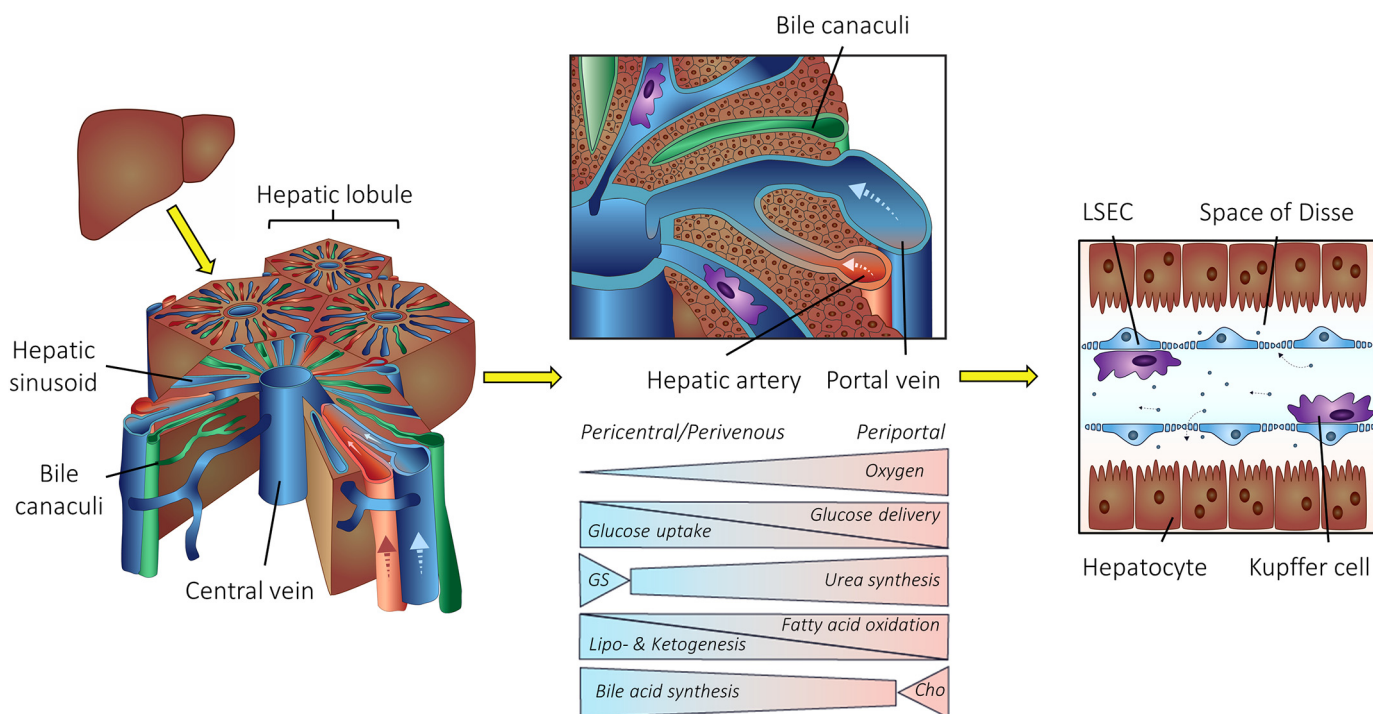 Bile canaculi
Hepatic lobule
LSEC
Space of Disse
Hepatic
sinusoid
Hepatic artery
Portal vein
Pericentral/Perivenous
Periportal
Oxygen
Bile
canaculi
Glucose delivery
Glucose uptake
GS
Urea synthesis
Hepatocyte
Kupffer cell
Central vein
Fatty acid oxidation
Lipo- & Ketogenesis
Bile acid synthesis
Cho